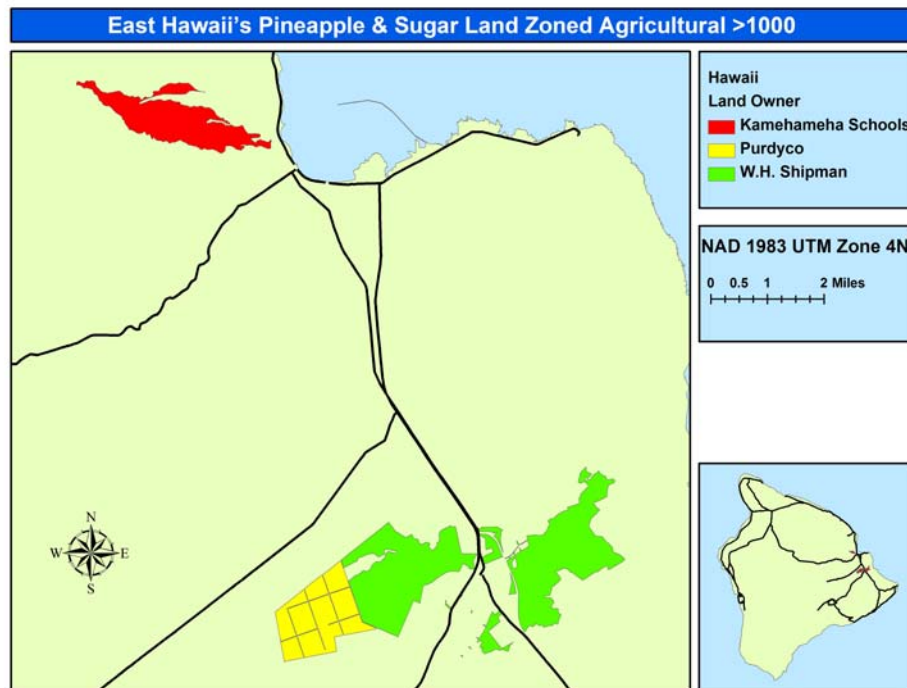 East Hawaii's Pineapple & Sugar Land Zoned Agricultural >1000
Hawaii
Land Owner
Kamehameha Schools
Purdyco
W.H. Shipman
NAD 1983 UTM Zone 4N
0 0.5 1 2 Miles
N
W E
S